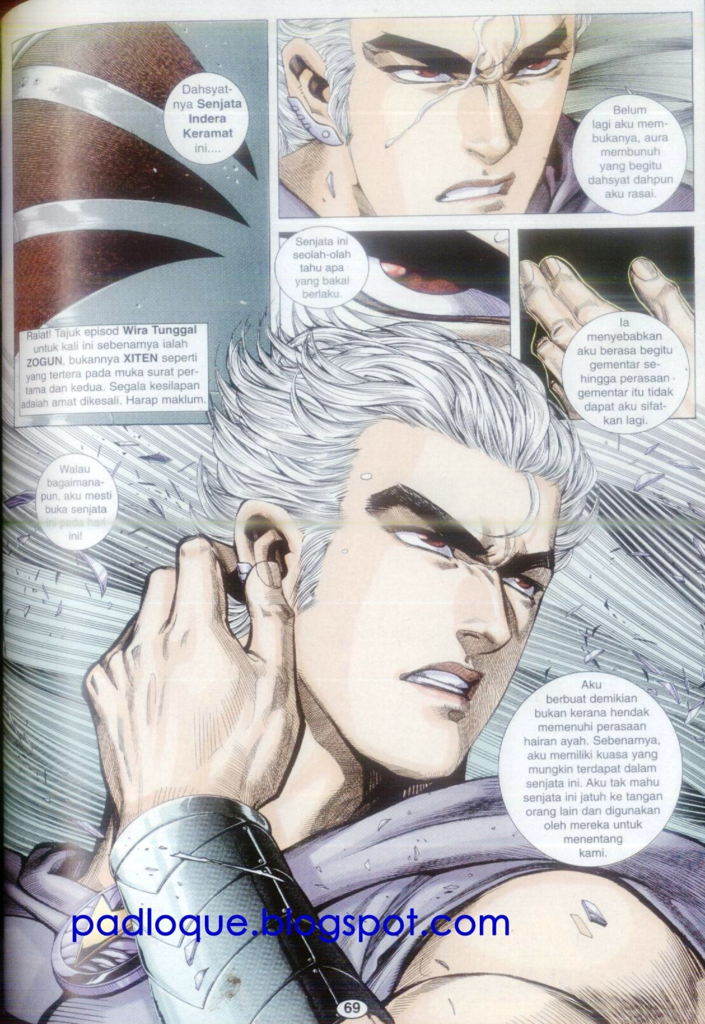 Dahsyat-
nya Senjata
Indera
Keramat
ini....
Belum
lagi aku mem-
bukanya, aura
membunuh
yang begitu
dahsyat dahpun
aku rasai.
Senjata ini
seolah-olah
tahu apa
yang bakal
berlaku.
Ia
menyebabkan
aku berasa begitu
gementar se-
hingga perasaan
gementar itu tidak
dapat aku sifat-
kan lagi.
Ralat! Tajuk episod Wira Tunggal
untuk kali ini sebenarnya ialah
ZOGUN, bukannya XITEN seperti
yang tertera pada muka surat per-
tama dan kedua. Segala kesilapan
adalah amat dikesali. Harap maklum.
Walau
bagaimana-
pun, aku mesti
buka senjata
ini pada hari
ini!
Aku
berbuat demikian
bukan kerana hendak
memenuhi perasaan
hairan ayah. Sebenarnya,
aku memiliki kuasa yang
mungkin terdapat dalam
senjata ini. Aku tak mahu
senjata ini jatuh ke tangan
orang lain dan digunakan
oleh mereka untuk
menentang
kami.
padloque.blogspot.com
69